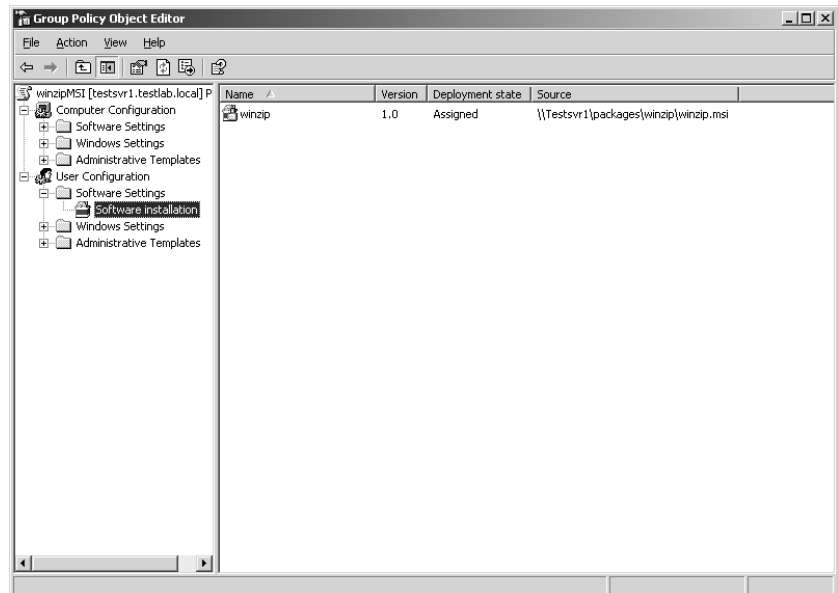 Group Policy Object Editor
File Action View Help
winzipMSI [testsvr1.testlab.local] P
Computer Configuration
Software Settings
Windows Settings
Administrative Templates
User Configuration
Software Settings
Software installation
Windows Settings
Administrative Templates
Name Version Deployment state Source
winzip 1.0 Assigned \\Testsvr1\packages\winzip\winzip.msi